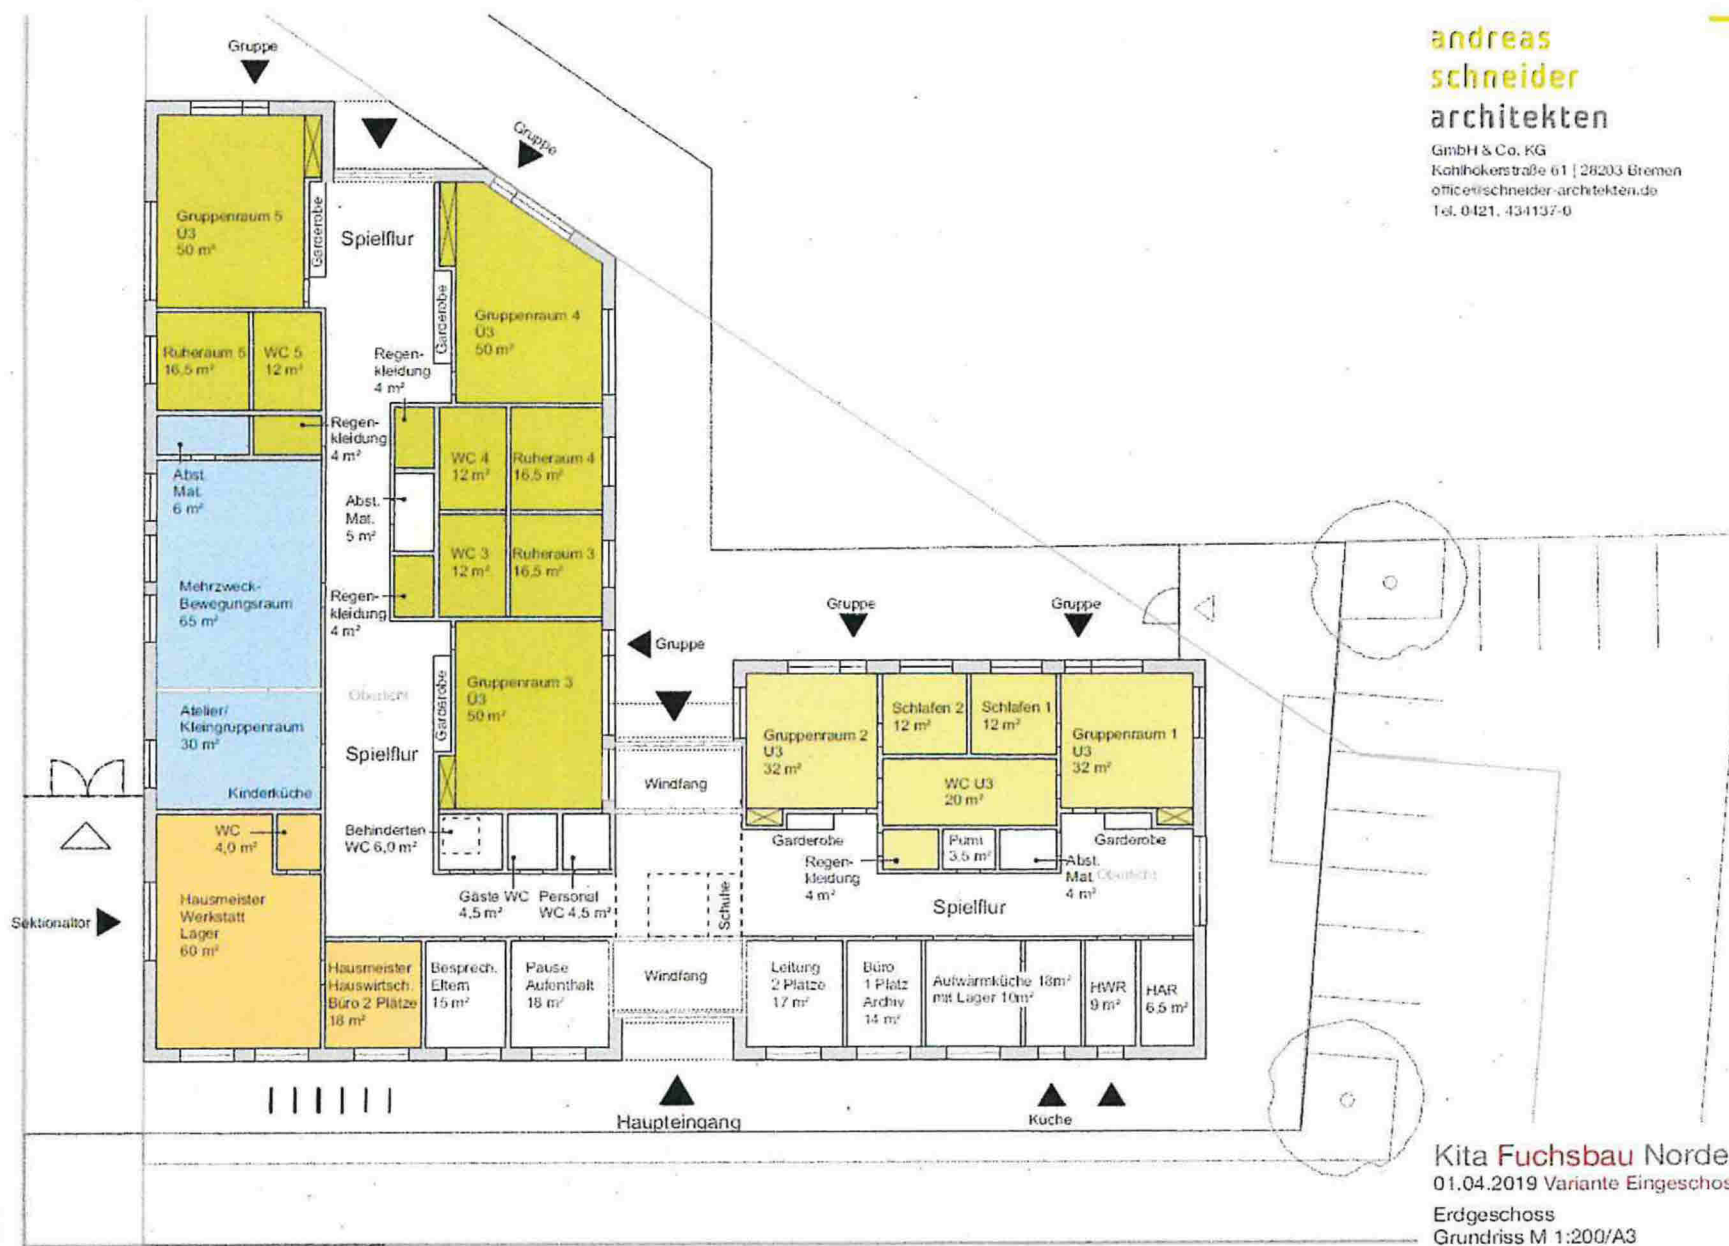 andreas
schneider
architekten
GmbH & Co. KG
Kohlhökerstraße 61 | 28203 Bremen
office@schneider-architekten.de
Tel. 0421. 434137-0
Gruppe
Gruppe
Gruppenraum 5
Ü3
50 m²
Garderobe
Spielflur
Garderobe
Gruppenraum 4
Ü3
50 m²
Ruheraum 5
16,5 m²
WC 5
12 m²
Regen-
kleidung
4 m²
Regen-
kleidung
4 m²
Abst.
Mat.
6 m²
WC 4
12 m²
Ruheraum 4
16,5 m²
Abst.
Mat.
5 m²
WC 3
12 m²
Ruheraum 3
16,5 m²
Mehrzweck-
Bewegungsraum
65 m²
Regen-
kleidung
4 m²
Gruppe
Gruppe
Gruppe
Oberlicht
Garderobe
Gruppenraum 3
Ü3
50 m²
Atelier/
Kleingruppenraum
30 m²
Kinderküche
Spielflur
Windfang
Gruppenraum 2
U3
32 m²
Schlafen 2
12 m²
Schlafen 1
12 m²
Gruppenraum 1
U3
32 m²
WC U3
20 m²
WC
4,0 m²
Behinderten
WC 6,0 m²
Garderobe
Regen-
kleidung
4 m²
Pumi
3,5 m²
Abst.
Mat.
4 m²
Garderobe
Oberlicht
Gäste WC
4,5 m²
Personal
WC 4,5 m²
Schuhe
Spielflur
Sektionaltor
Hausmeister
Werkstatt
Lager
60 m²
Hausmeister
Hauswirtsch.
Büro 2 Plätze
18 m²
Besprech.
Eltern
15 m²
Pause
Aufenthalt
18 m²
Windfang
Leitung
2 Plätze
17 m²
Büro
1 Platz
Archiv
14 m²
Aufwärmküche 18m²
mit Lager 10m²
HWR
9 m²
HAR
6,5 m²
Haupteingang
Küche
Kita Fuchsbau Norde
01.04.2019 Variante Eingeschos
Erdgeschoss
Grundriss M 1:200/A3